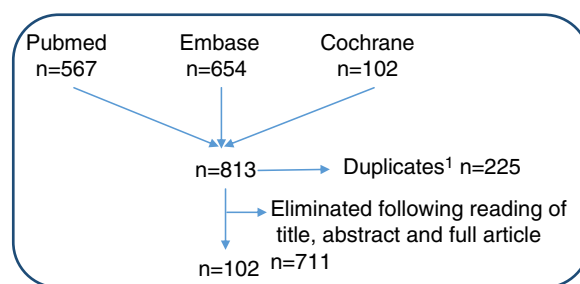 Pubmed
n=567
Embase
n=654
Cochrane
n=102
n=813
Duplicates¹ n=225
Eliminated following reading of
title, abstract and full article
n=711
n=102